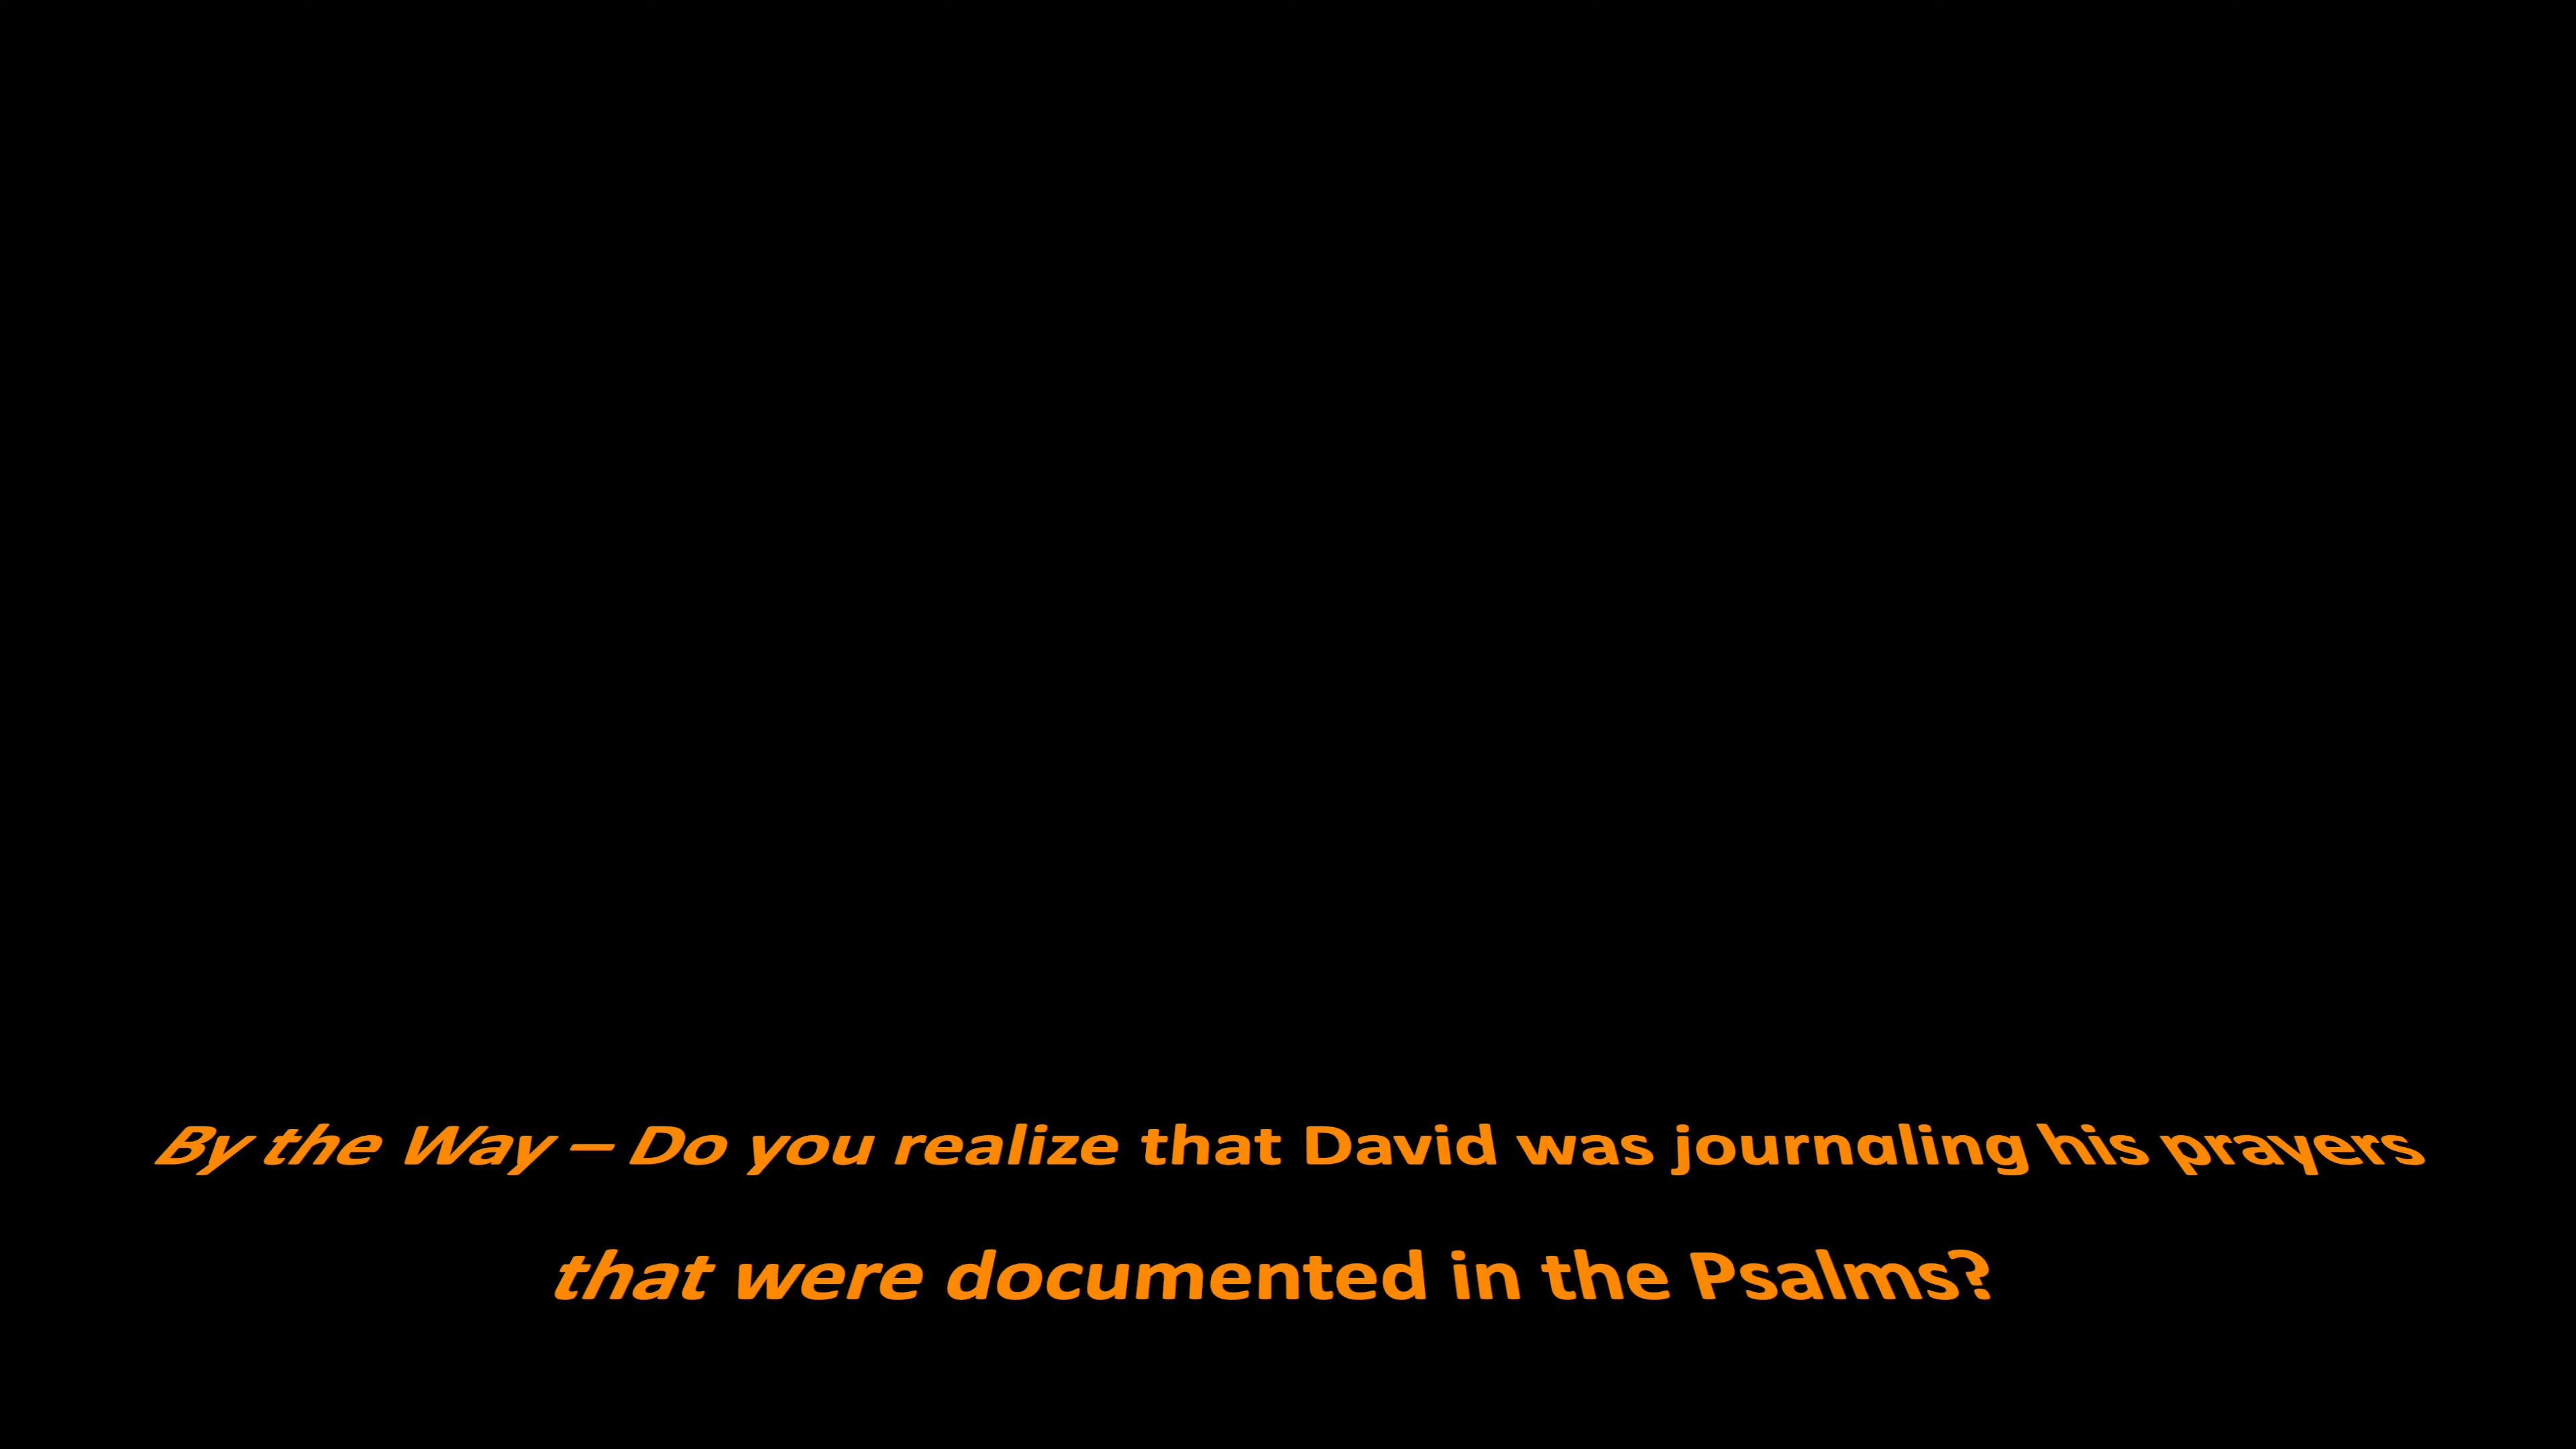 By the Way – Do you realize that David was journaling his prayers
that were documented in the Psalms?